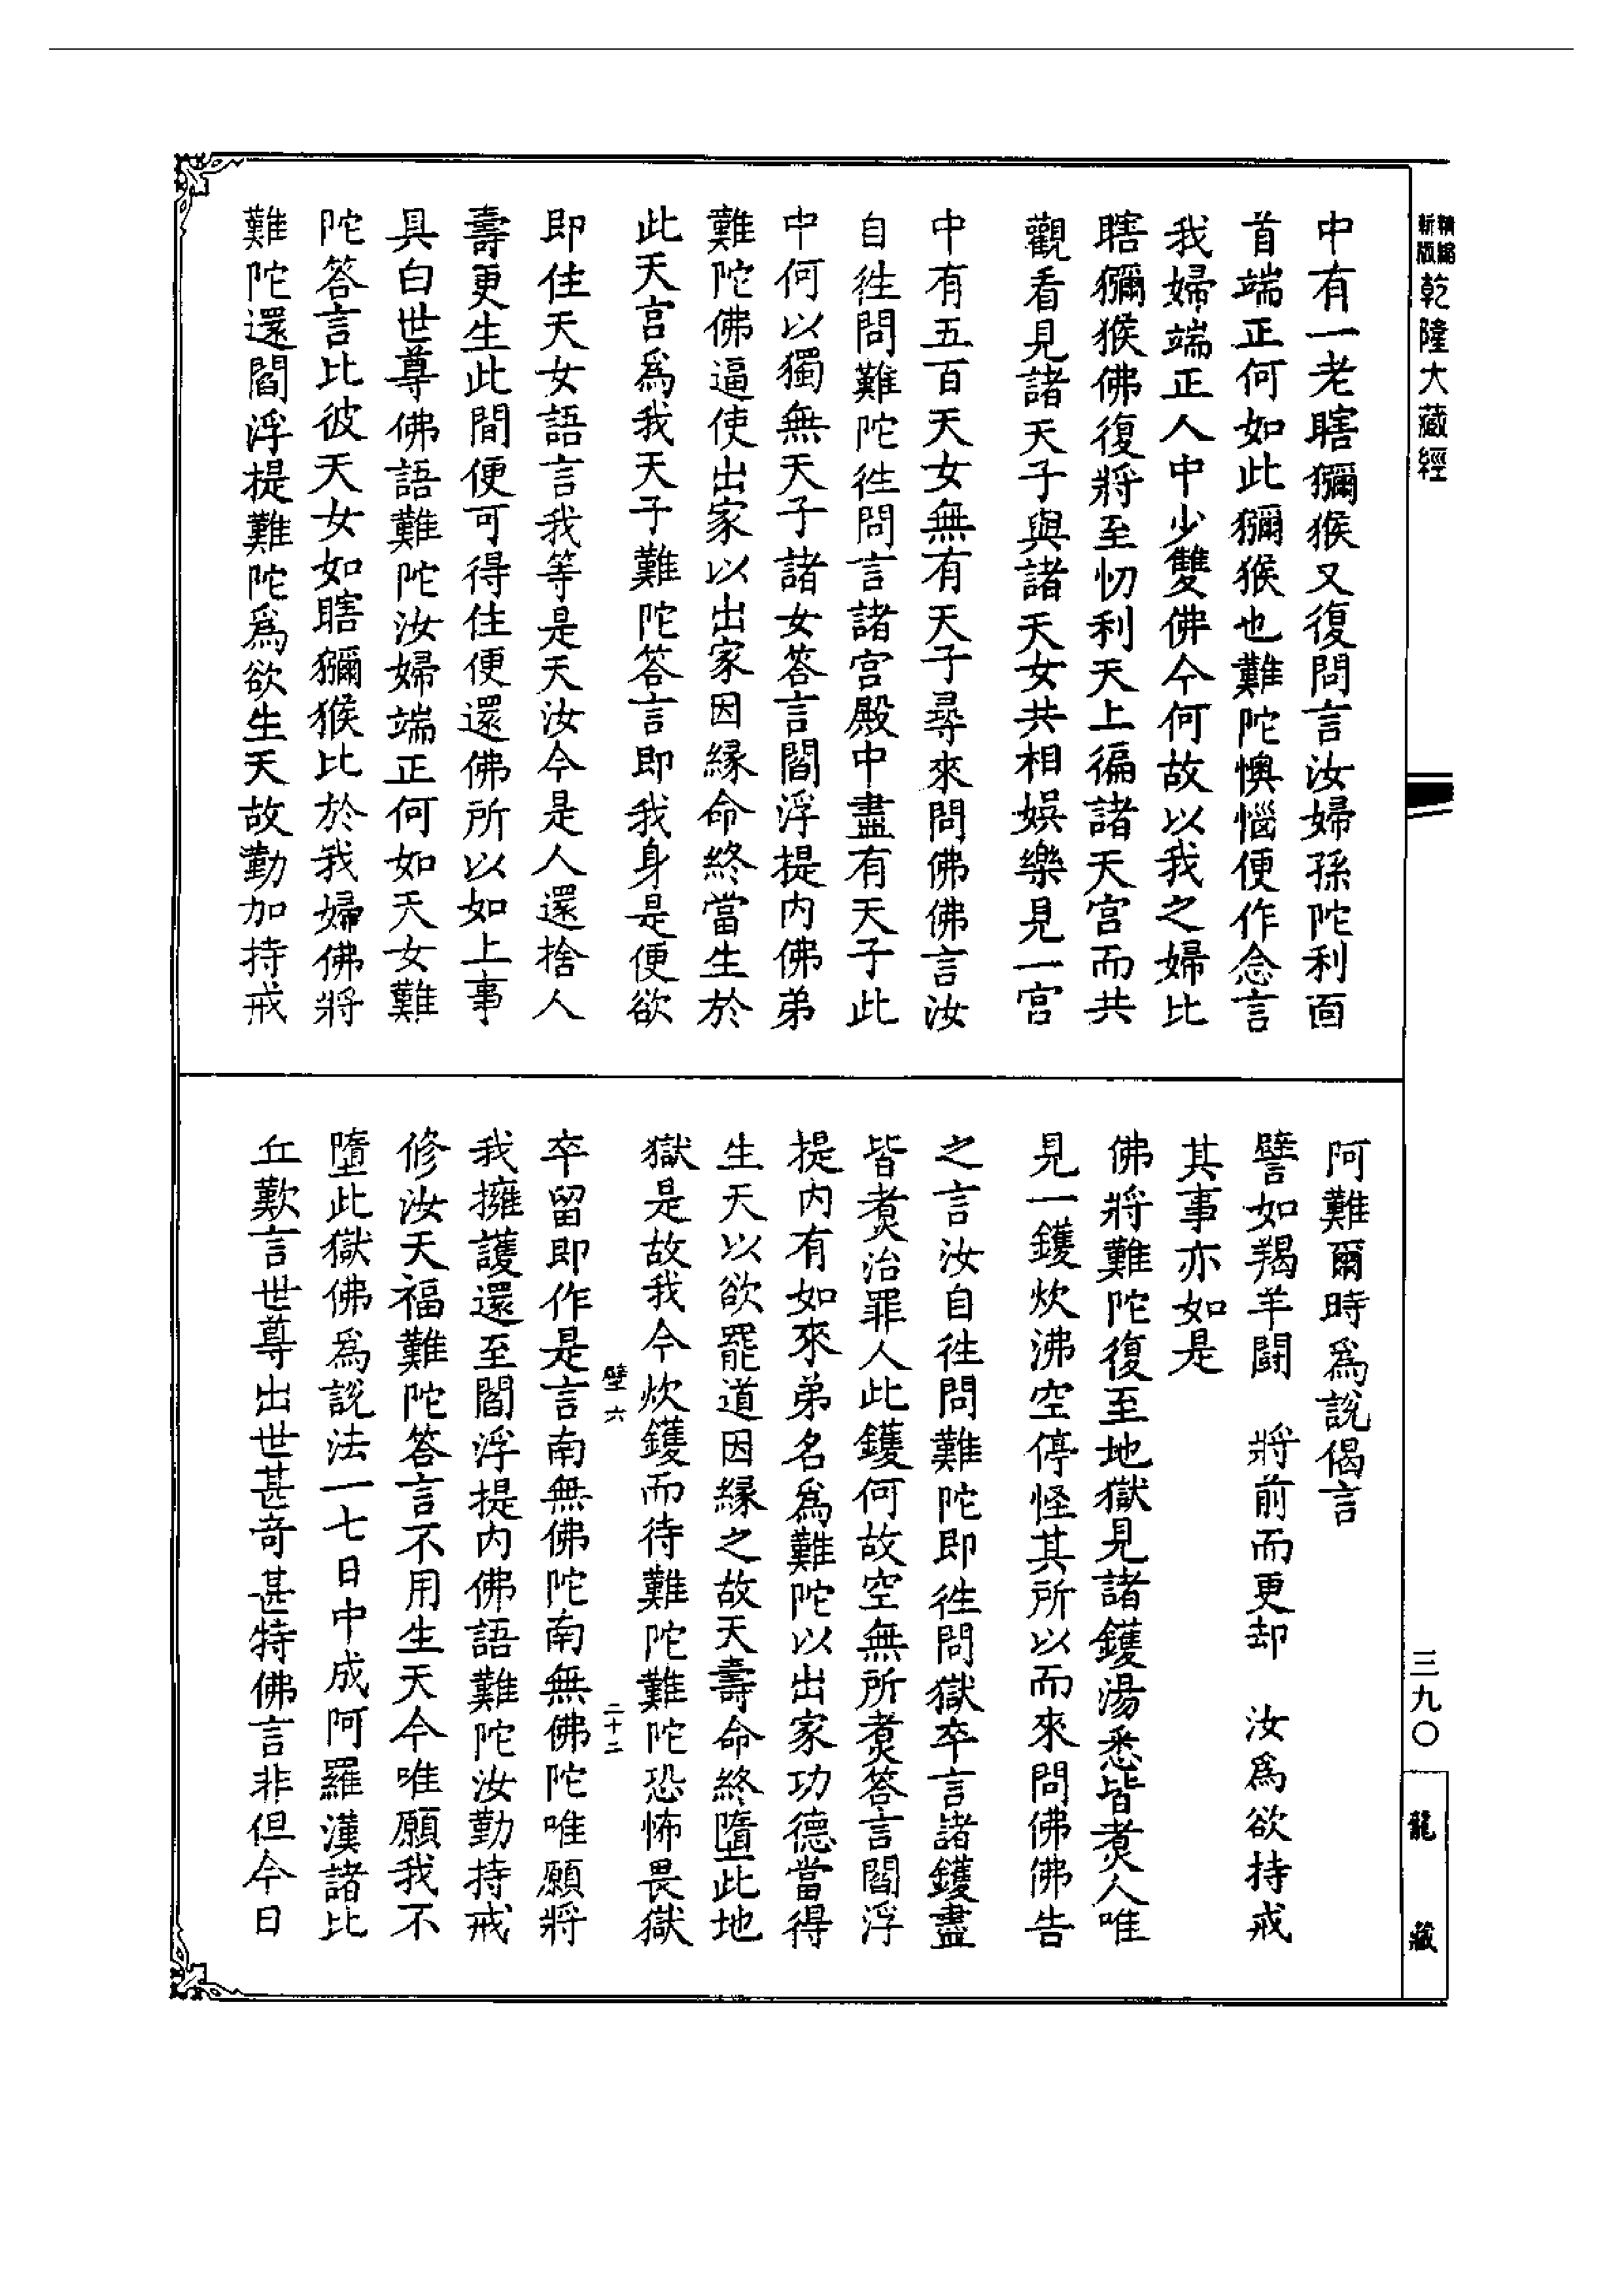 新版 精縮 乾隆大藏經
中有一老瞎獼猴又復問言汝婦孫陀利面
首端正何如此獼猴也難陀懊惱便作念言
我婦端正人中少雙佛今何故以我之婦比
瞎獼猴佛復將至忉利天上徧諸天宮而共
觀看見諸天子與諸天女共相娛樂見一宮
中有五百天女無有天子尋來問佛佛言汝
自徃問難陀徃問言諸宮殿中盡有天子此
中何以獨無天子諸女答言閻浮提內佛弟
難陀佛逼使出家以出家因緣命終當生於
此天宮爲我天子難陀答言即我身是便欲
即住天女語言我等是天汝今是人還捨人
壽更生此間便可得住便還佛所以如上事
具白世尊佛語難陀汝婦端正何如天女難
陀答言比彼天女如瞎獼猴比於我婦佛將
難陀還閻浮提難陀爲欲生天故勤加持戒
阿難爾時爲說偈言
譬如羯羊鬪　將前而更却　汝爲欲持戒
其事亦如是
佛將難陀復至地獄見諸鑊湯悉皆煮人唯
見一鑊炊沸空停怪其所以而來問佛佛告
之言汝自徃問難陀即徃問獄卒言諸鑊盡
皆煮治罪人此鑊何故空無所煮答言閻浮
提內有如來弟名爲難陀以出家功德當得
生天以欲罷道因緣之故天壽命終墮此地
獄是故我今炊鑊而待難陀難陀恐怖畏獄
壁六　二十二
卒留即作是言南無佛陀南無佛陀唯願將
我擁護還至閻浮提內佛語難陀汝勤持戒
修汝天福難陀答言不用生天今唯願我不
墮此獄佛爲說法一七日中成阿羅漢諸比
丘歎言世尊出世甚奇甚特佛言非但今日
三九〇
龍藏